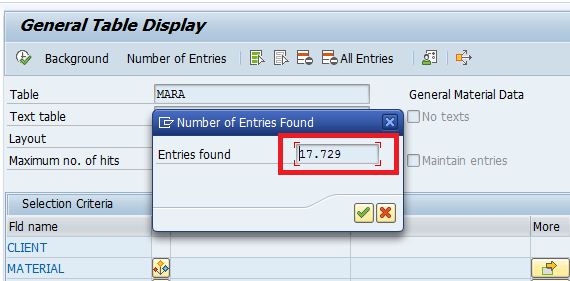 General Table Display
Background Number of Entries All Entries
Table MARA General Material Data
Text table No texts
Layout
Maximum no. of hits Maintain entries
Number of Entries Found
Entries found 17.729
Selection Criteria
Fld name More
CLIENT
MATERIAL